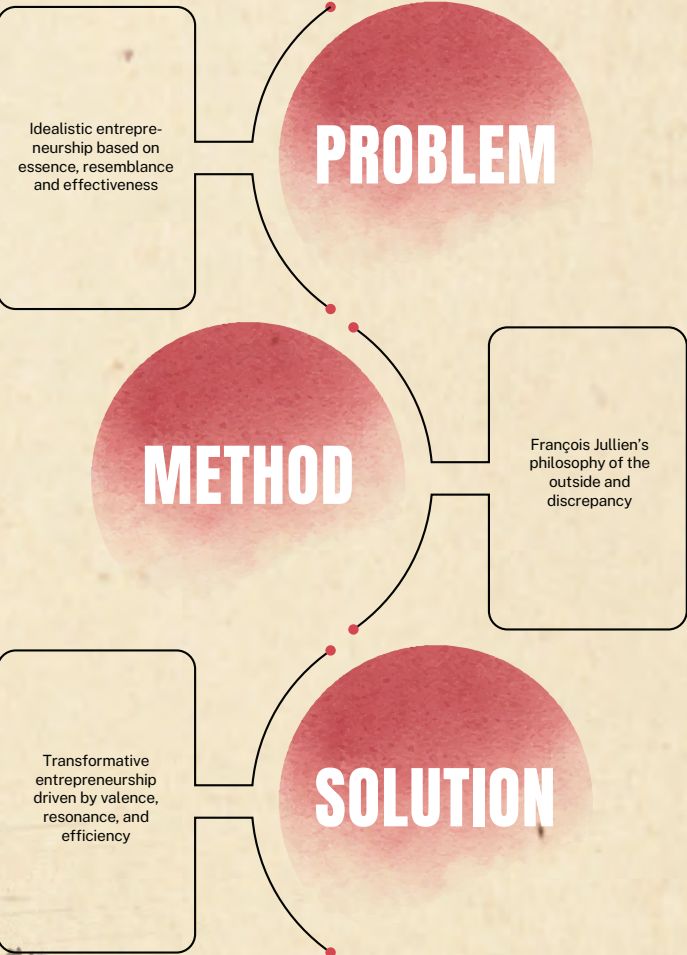 PROBLEM
Idealistic entrepre-
neurship based on
essence, resemblance
and effectiveness
METHOD
François Jullien’s
philosophy of the
outside and
discrepancy
SOLUTION
Transformative
entrepreneurship
driven by valence,
resonance, and
efficiency